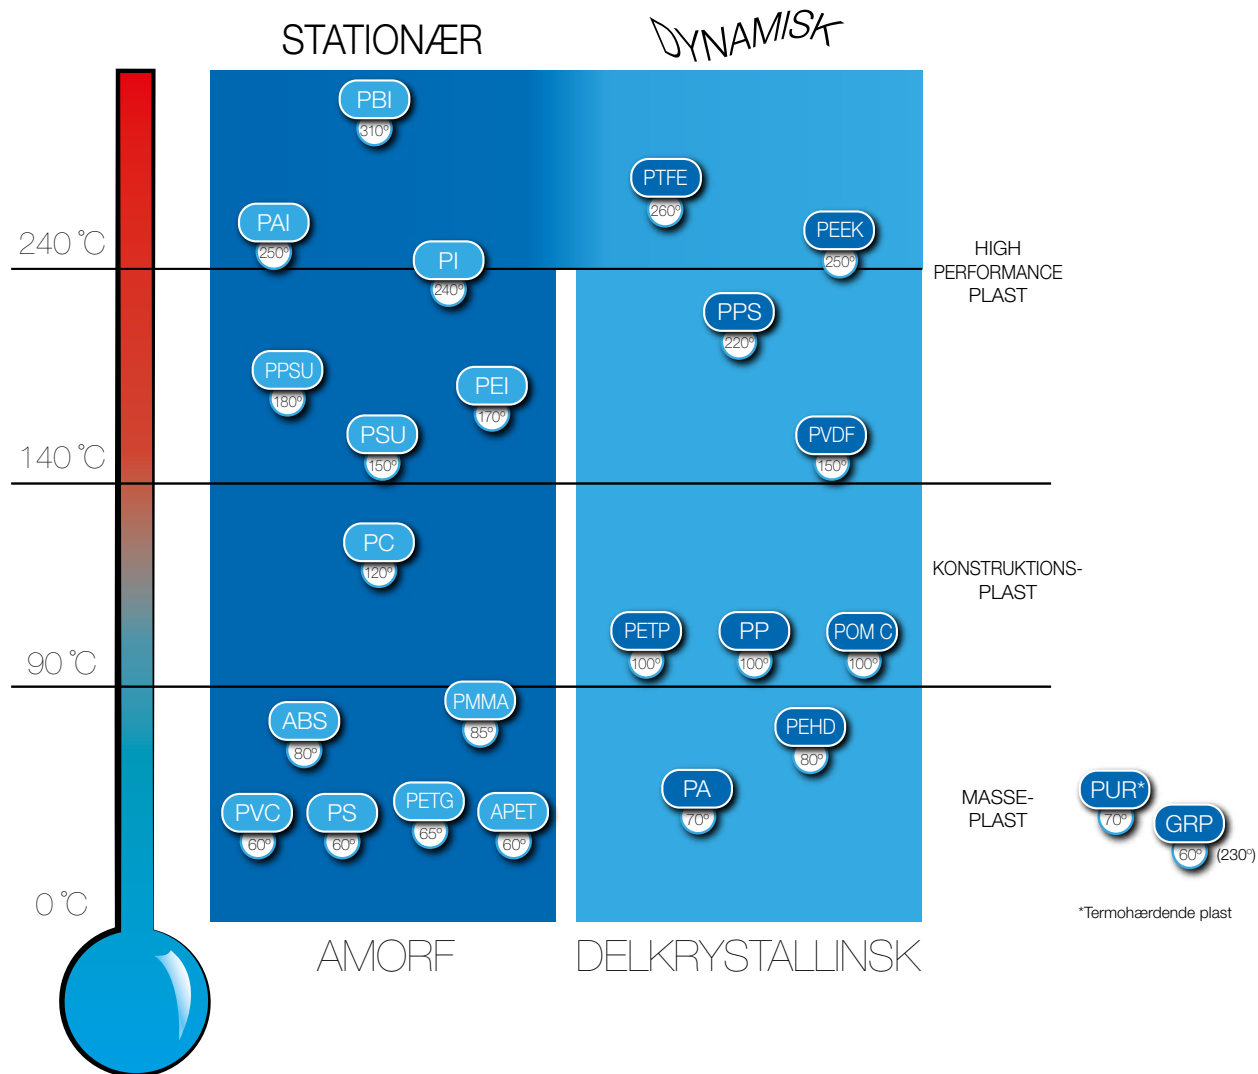 STATIONÆR
DYNAMISK
PBI
310°
PTFE
260°
PAI
250°
PEEK
250°
240 °C
PI
240°
HIGH
PERFORMANCE
PLAST
PPS
220°
PPSU
180°
PEI
170°
PSU
150°
PVDF
150°
140 °C
PC
120°
KONSTRUKTIONS-
PLAST
PETP
100°
PP
100°
POM C
100°
90 °C
PMMA
85°
ABS
80°
PEHD
80°
PA
70°
MASSE-
PLAST
PVC
60°
PS
60°
PETG
65°
APET
60°
PUR*
70°
GRP
60° (230°)
0 °C
*Termohærdende plast
AMORF
DELKRYSTALLINSK